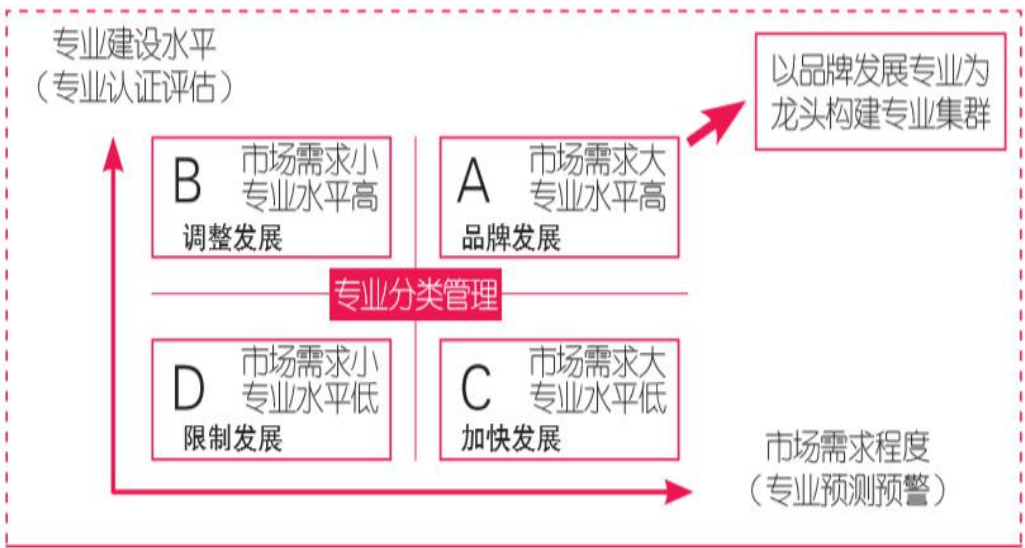 专业建设水平
（专业认证评估）
以品牌发展专业为
龙头构建专业集群
B
市场需求小
专业水平高
调整发展
A
市场需求大
专业水平高
品牌发展
专业分类管理
D
市场需求小
专业水平低
限制发展
C
市场需求大
专业水平低
加快发展
市场需求程度
（专业预测预警）